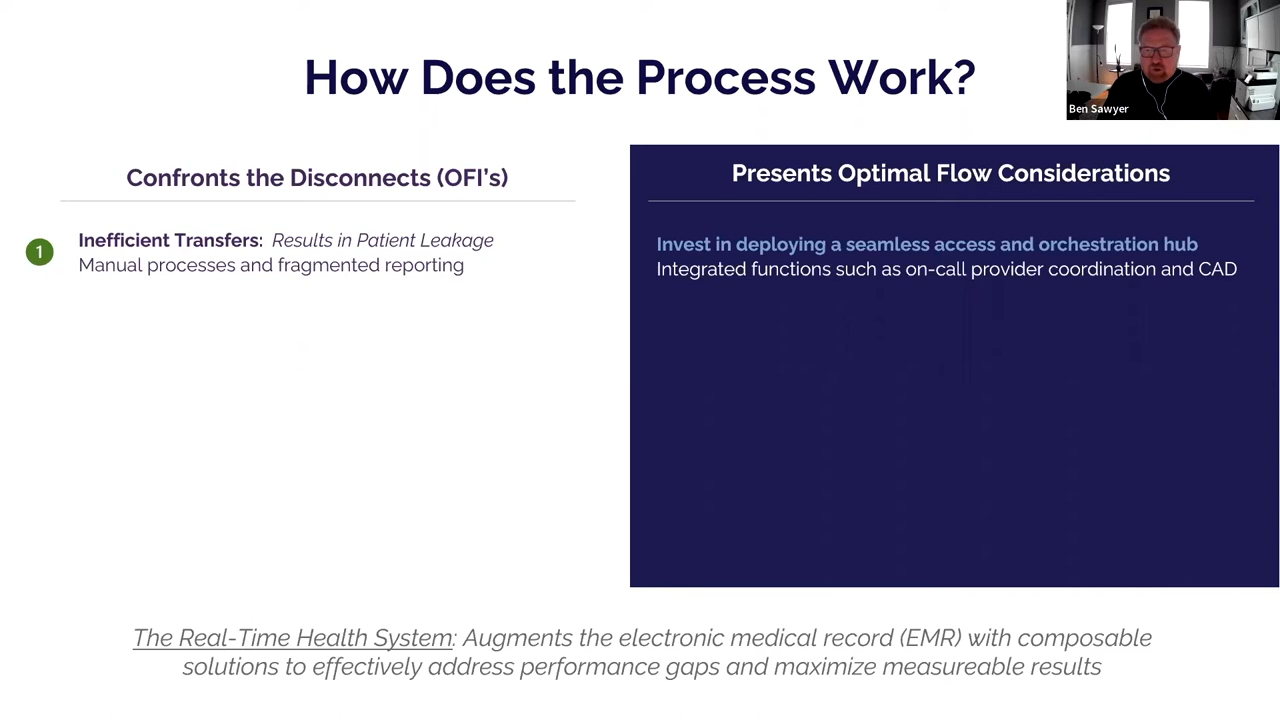 How Does the Process Work?
Ben Sawyer
Confronts the Disconnects (OFI's)
1
Inefficient Transfers: Results in Patient Leakage
Manual processes and fragmented reporting
Presents Optimal Flow Considerations
Invest in deploying a seamless access and orchestration hub
Integrated functions such as on-call provider coordination and CAD
The Real-Time Health System: Augments the electronic medical record (EMR) with composable
solutions to effectively address performance gaps and maximize measureable results